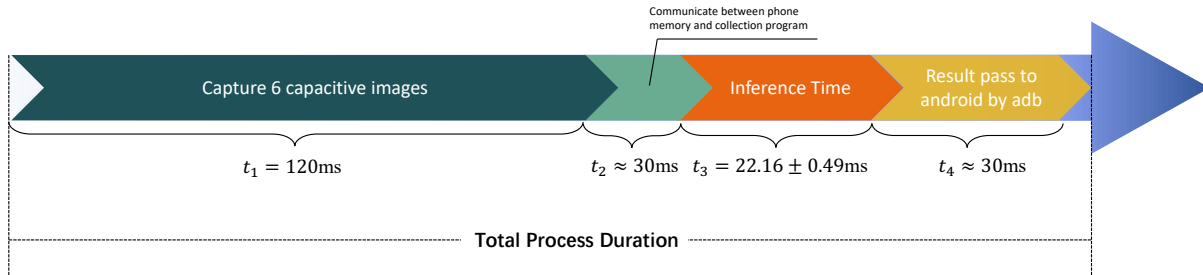 Communicate between phone
memory and collection program
Capture 6 capacitive images
Inference Time
Result pass to
android by adb
t₁ = 120ms
t₂ ≈ 30ms
t₃ = 22.16 ± 0.49ms
t₄ ≈ 30ms
Total Process Duration